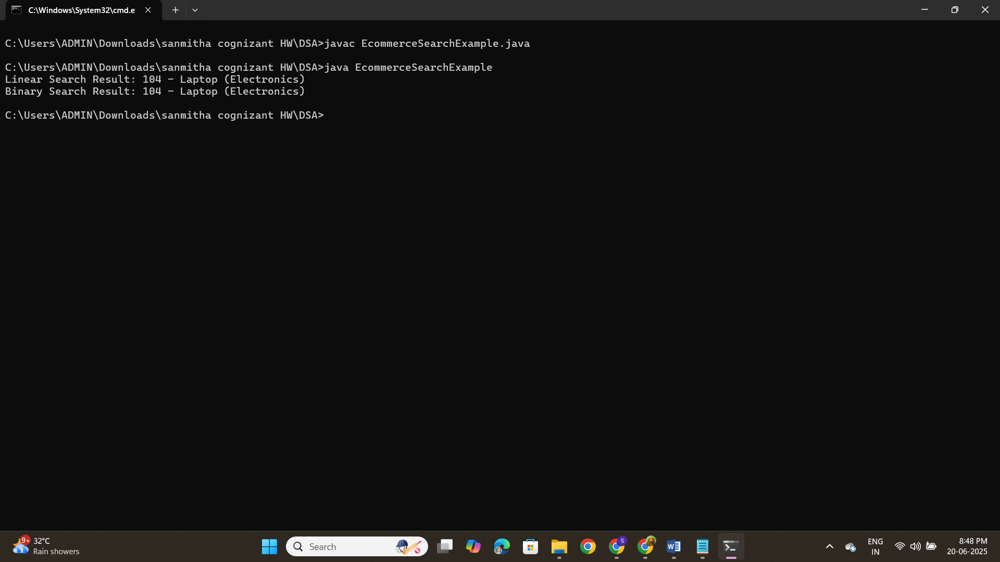 C:\Windows\System32\cmd.e
C:\Users\ADMIN\Downloads\sanmitha cognizant HW\DSA>javac EcommerceSearchExample.java
C:\Users\ADMIN\Downloads\sanmitha cognizant HW\DSA>java EcommerceSearchExample
Linear Search Result: 104 - Laptop (Electronics)
Binary Search Result: 104 - Laptop (Electronics)
C:\Users\ADMIN\Downloads\sanmitha cognizant HW\DSA>
9+
32°C
Rain showers
Search
S
W
ENG
IN
8:48 PM
20-06-2025